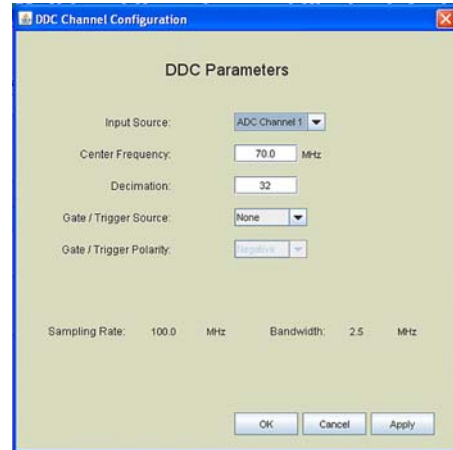 DDC Channel Configuration
DDC Parameters
Input Source: ADC Channel 1
Center Frequency: 70.0 MHz
Decimation: 32
Gate / Trigger Source: None
Gate / Trigger Polarity: Negative
Sampling Rate: 100.0 MHz Bandwidth: 2.5 MHz
OK Cancel Apply